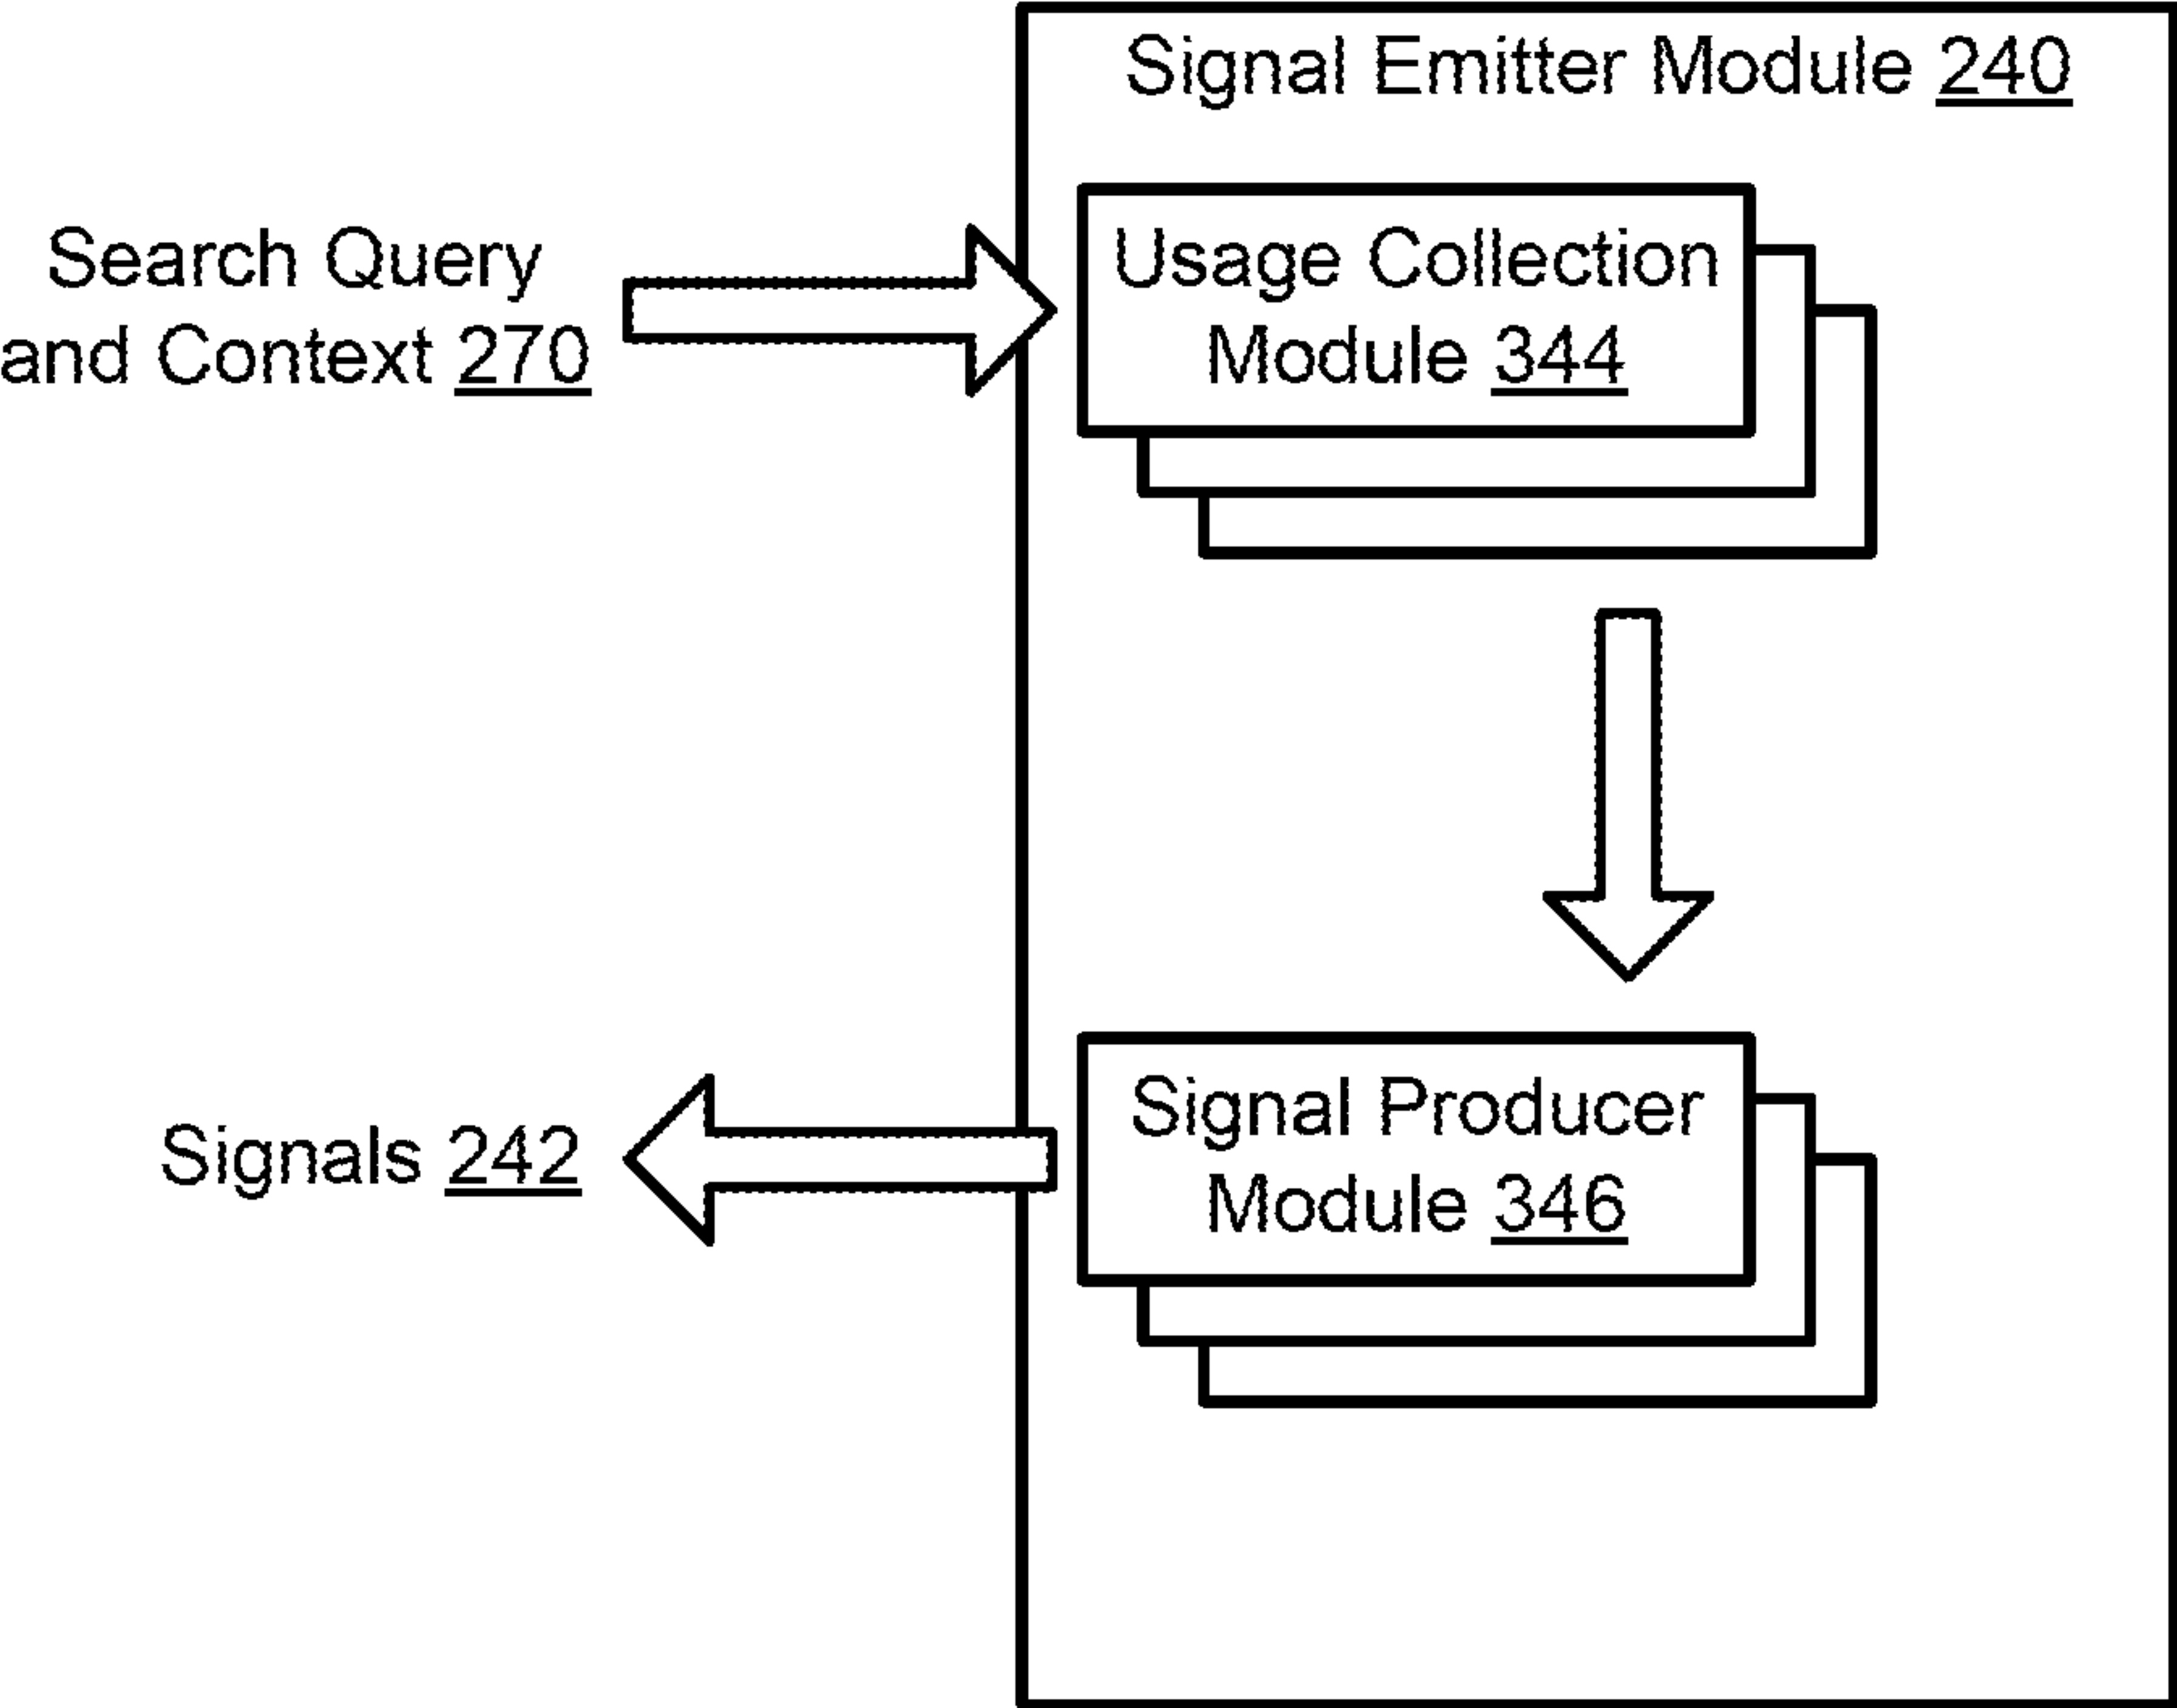 Signal Emitter Module 240
Search Query
and Context 270
Usage Collection
Module 344
Signals 242
Signal Producer
Module 346